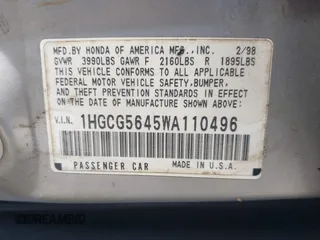 MFD. BY HONDA OF AMERICA MFG., INC. 2/98
GVWR 3990LBS GAWR F 2160LBS R 1895LBS
THIS VEHICLE CONFORMS TO ALL APPLICABLE
FEDERAL MOTOR VEHICLE SAFETY, BUMPER,
AND THEFT PREVENTION STANDARDS IN EFFECT
ON THE DATE OF MANUFACTURE SHOWN ABOVE.
V.I.N. 1HGCG5645WA110496
PASSENGER CAR MADE IN U.S.A.
DREAMBID